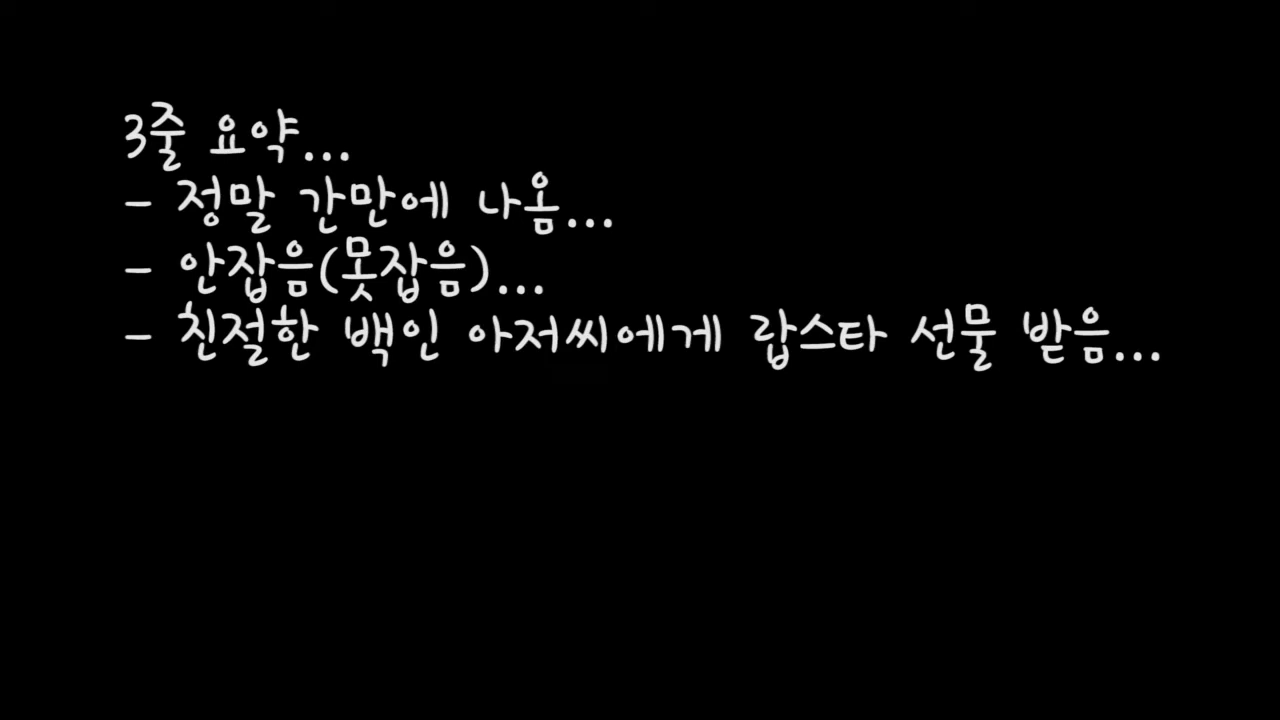 3줄 요약...
- 정말 간만에 나옴...
- 안잡음(못잡음)...
- 친절한 백인 아저씨에게 랍스타 선물 받음...